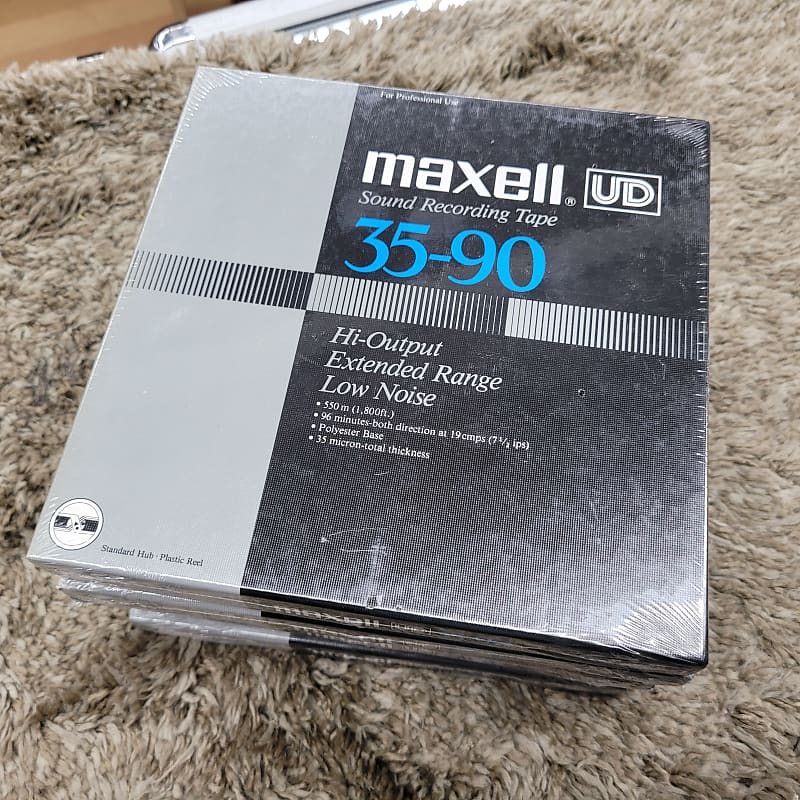 For Professional Use
maxell® UD
Sound Recording Tape
35-90
Hi-Output
Extended Range
Low Noise
• 550 m (1,800ft.)
• 96 minutes-both direction at 19cmps (7 1/2 ips)
• Polyester Base
• 35 micron-total thickness
Standard Hub · Plastic Reel
maxell